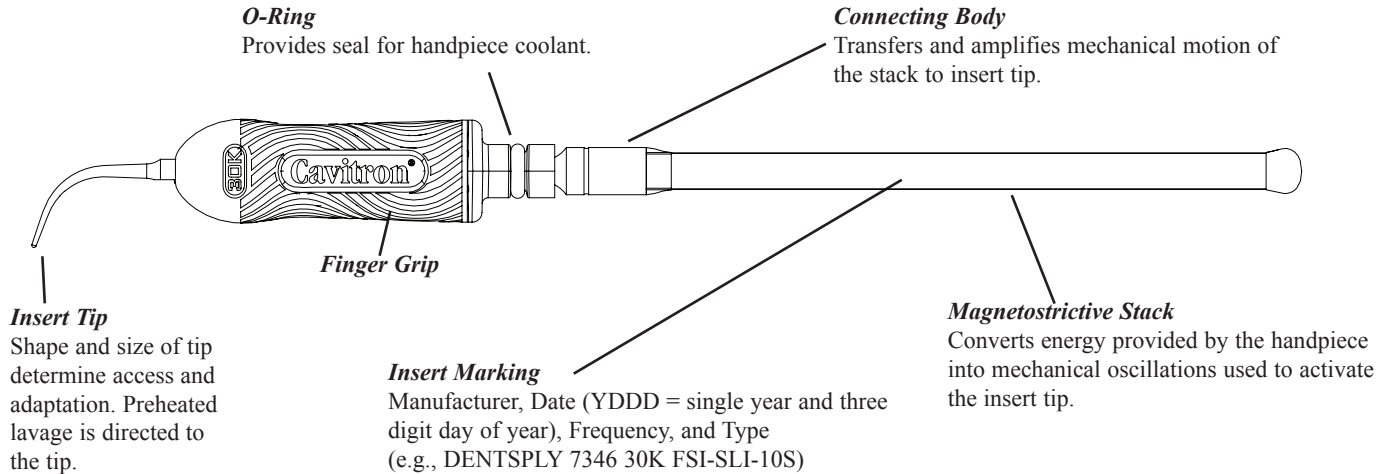 O-Ring
Provides seal for handpiece coolant.
Connecting Body
Transfers and amplifies mechanical motion of
the stack to insert tip.
30K
Cavitron®
Finger Grip
Insert Tip
Shape and size of tip
determine access and
adaptation. Preheated
lavage is directed to
the tip.
Insert Marking
Manufacturer, Date (YDDD = single year and three
digit day of year), Frequency, and Type
(e.g., DENTSPLY 7346 30K FSI-SLI-10S)
Magnetostrictive Stack
Converts energy provided by the handpiece
into mechanical oscillations used to activate
the insert tip.